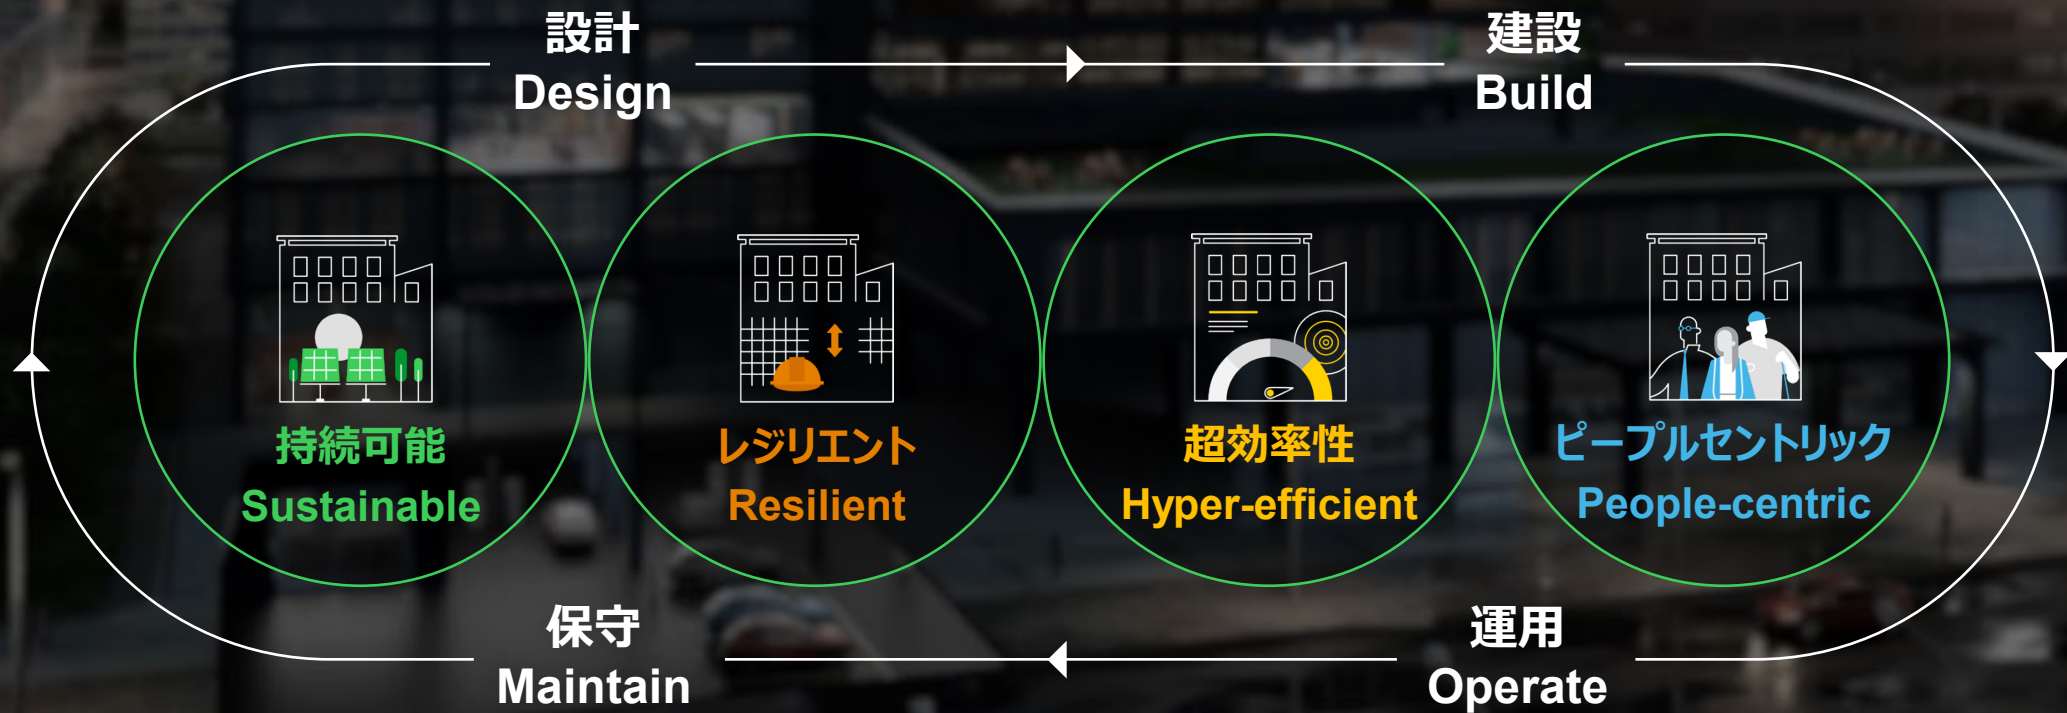 設計
Design
建設
Build
持続可能
Sustainable
レジリエント
Resilient
超効率性
Hyper-efficient
ピープルセントリック
People-centric
保守
Maintain
運用
Operate